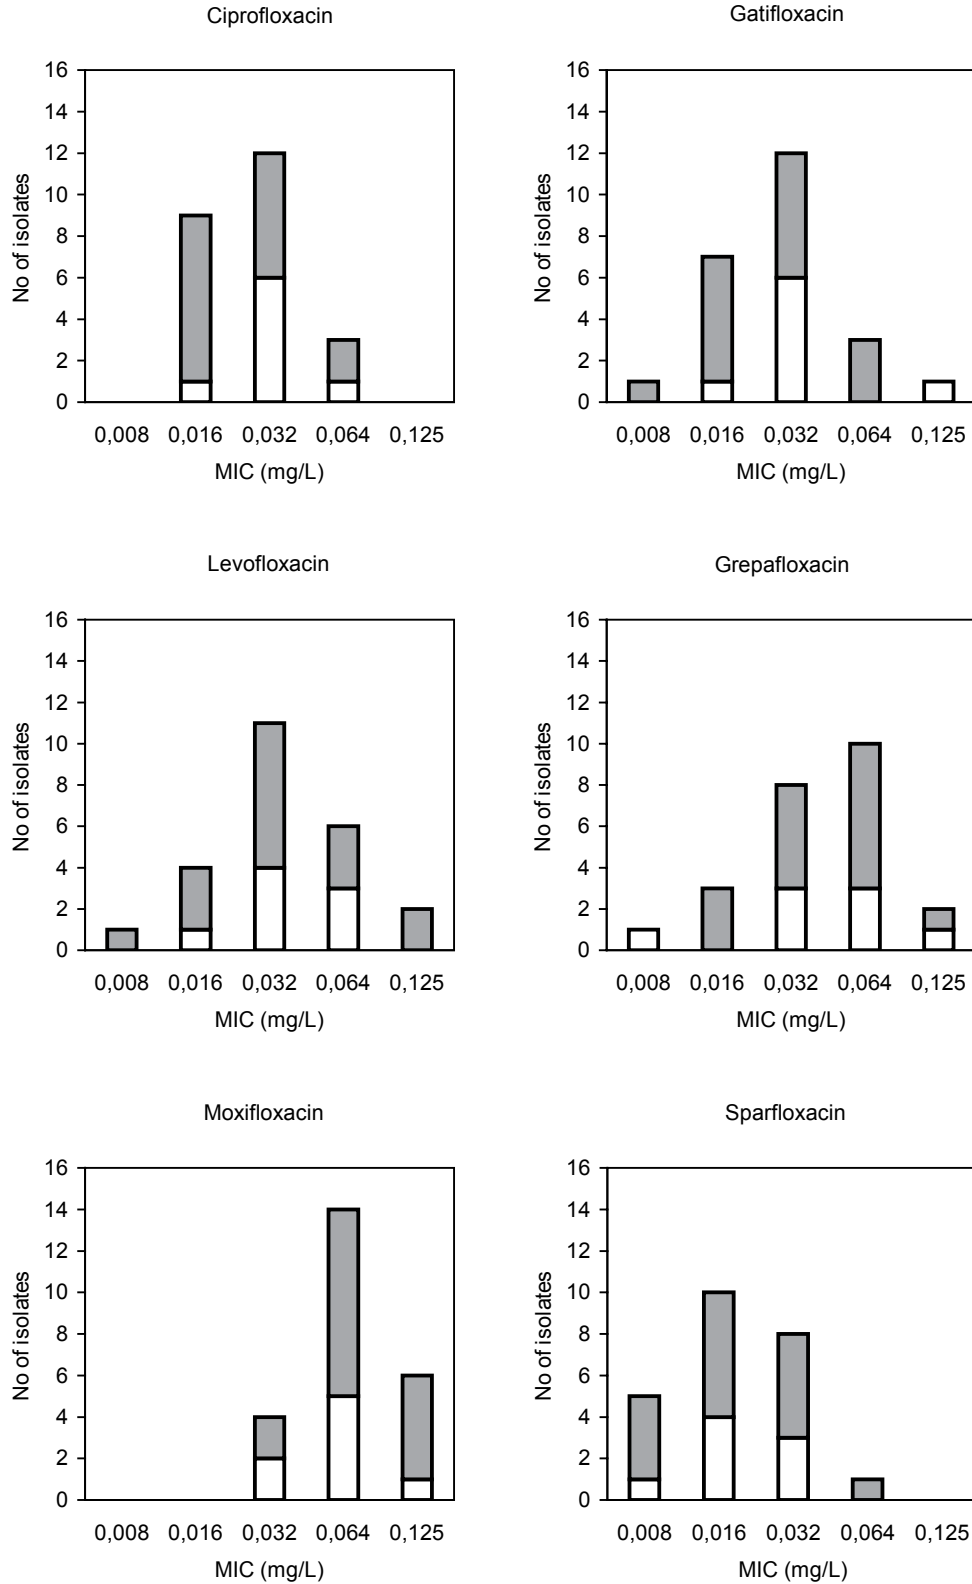 Ciprofloxacin
16
14
12
10
8
6
4
2
0
No of isolates
0,008 0,016 0,032 0,064 0,125
MIC (mg/L)
Gatifloxacin
16
14
12
10
8
6
4
2
0
No of isolates
0,008 0,016 0,032 0,064 0,125
MIC (mg/L)
Levofloxacin
16
14
12
10
8
6
4
2
0
No of isolates
0,008 0,016 0,032 0,064 0,125
MIC (mg/L)
Grepafloxacin
16
14
12
10
8
6
4
2
0
No of isolates
0,008 0,016 0,032 0,064 0,125
MIC (mg/L)
Moxifloxacin
16
14
12
10
8
6
4
2
0
No of isolates
0,008 0,016 0,032 0,064 0,125
MIC (mg/L)
Sparfloxacin
16
14
12
10
8
6
4
2
0
No of isolates
0,008 0,016 0,032 0,064 0,125
MIC (mg/L)